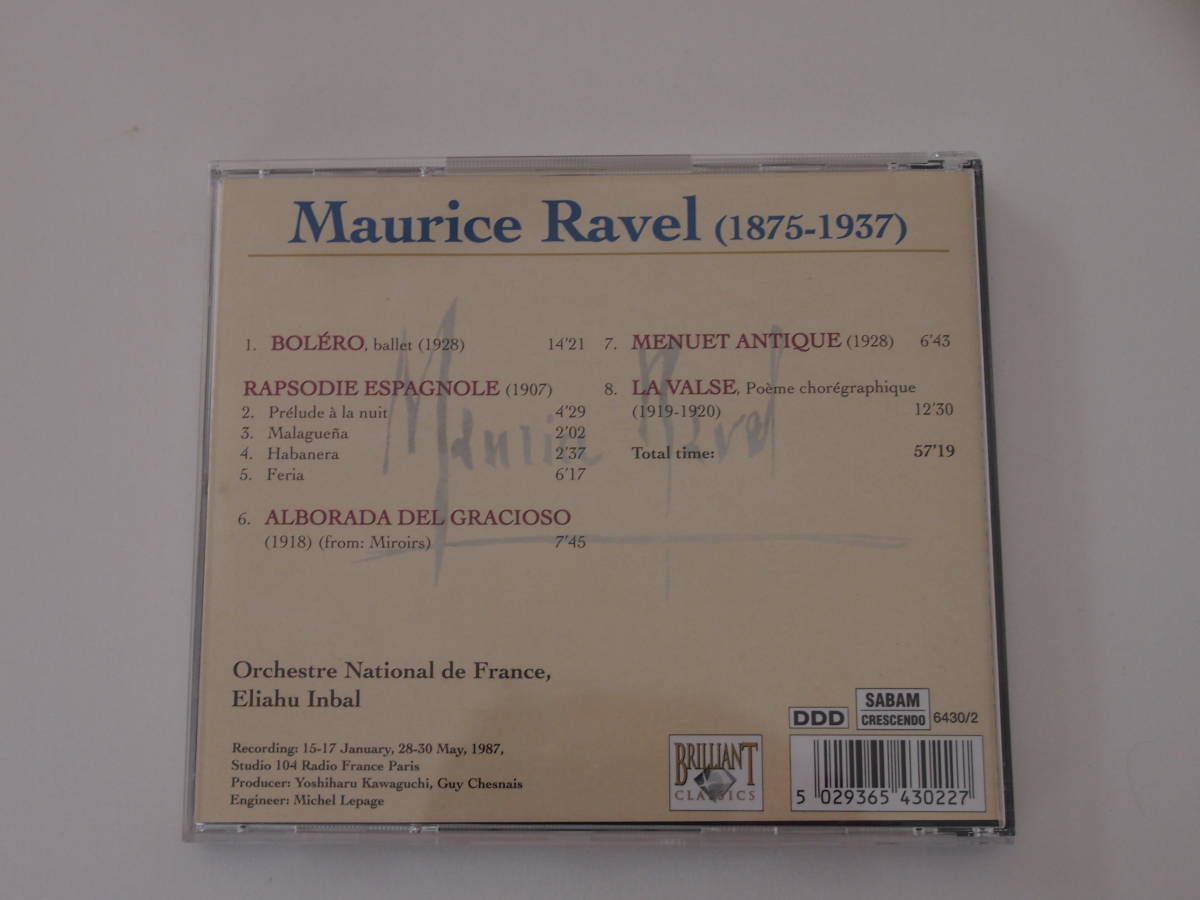 Maurice Ravel (1875-1937)
1. BOLÉRO, ballet (1928) 14'21
RAPSODIE ESPAGNOLE (1907)
2. Prélude à la nuit 4'29
3. Malagueña 2'02
4. Habanera 2'37
5. Feria 6'17
6. ALBORADA DEL GRACIOSO
(1918) (from: Miroirs) 7'45
7. MENUET ANTIQUE (1928) 6'43
8. LA VALSE, Poème chorégraphique
(1919-1920) 12'30
Total time: 57'19
Maurice Ravel
Orchestre National de France,
Eliahu Inbal
Recording: 15-17 January, 28-30 May, 1987,
Studio 104 Radio France Paris
Producer: Yoshiharu Kawaguchi, Guy Chesnais
Engineer: Michel Lepage
BRILLIANT
CLASSICS
DDD
SABAM
CRESCENDO
6430/2
5 029365 430227